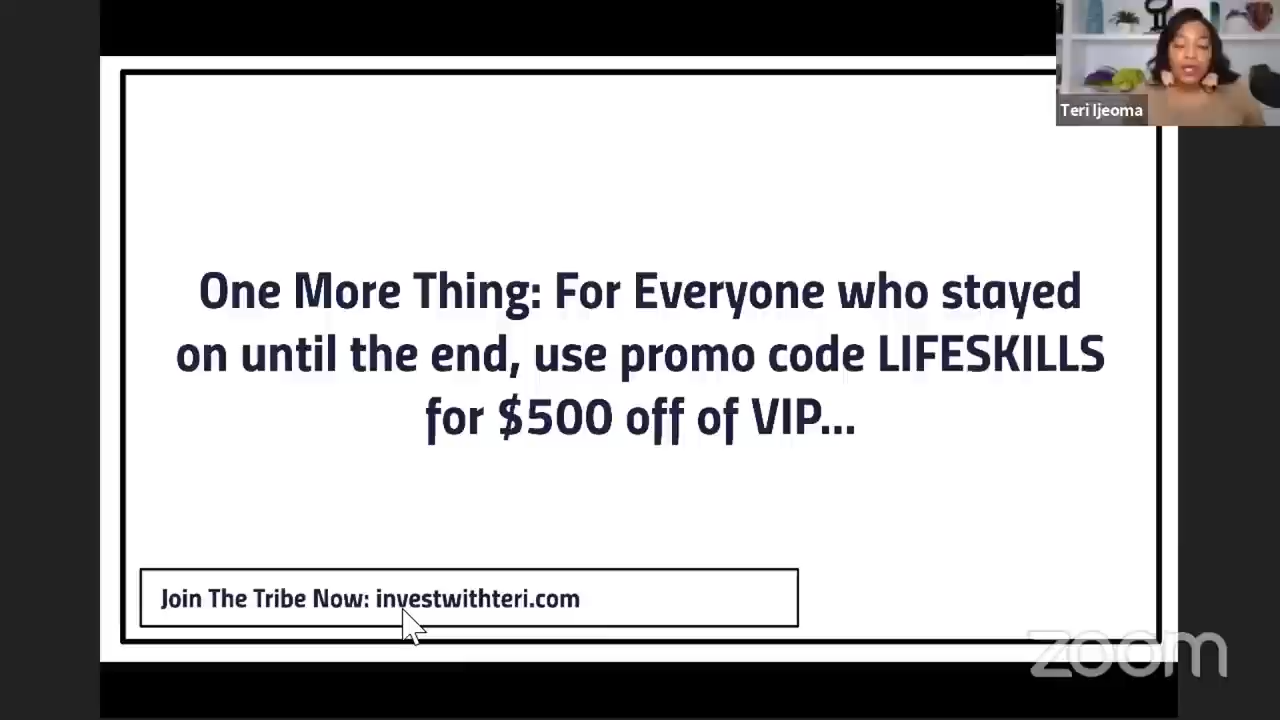 Teri Ijeoma
One More Thing: For Everyone who stayed
on until the end, use promo code LIFESKILLS
for $500 off of VIP...
Join The Tribe Now: investwithteri.com
zoom